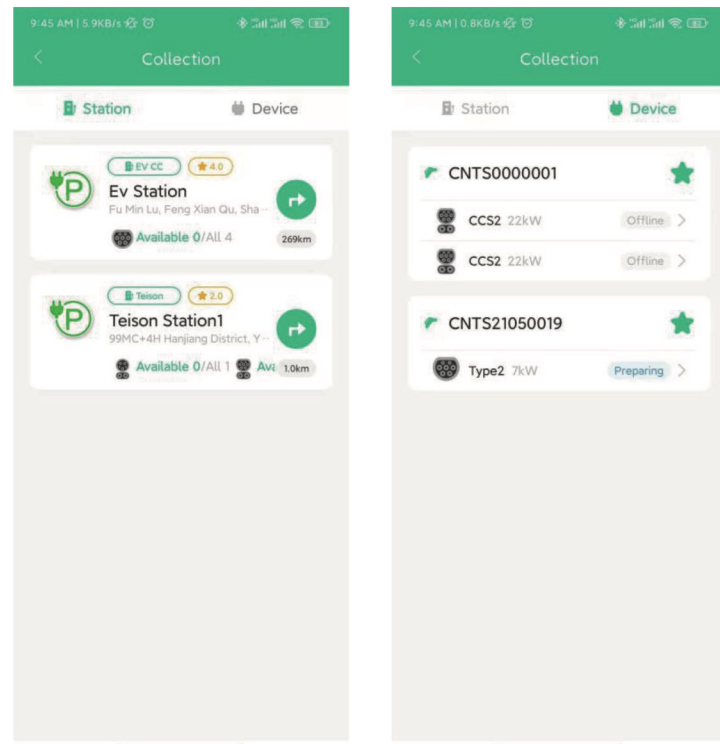 9:45 AM | 5.9KB/s
Collection
Station
Device
EV CC
4.0
Ev Station
Fu Min Lu, Feng Xian Qu, Sha···
Available 0/All 4
269km
Teison
2.0
Teison Station1
99MC+4H Hanjiang District, Y···
Available 0/All 1
Ava
1.0km
9:45 AM | 0.8KB/s
Collection
Station
Device
CNTS0000001
CCS2 22kW
Offline
CCS2 22kW
Offline
CNTS21050019
Type2 7kW
Preparing